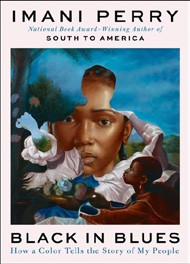 IMANI PERRY
National Book Award–Winning Author of
SOUTH TO AMERICA
BLACK IN BLUES
How a Color Tells the Story of My People